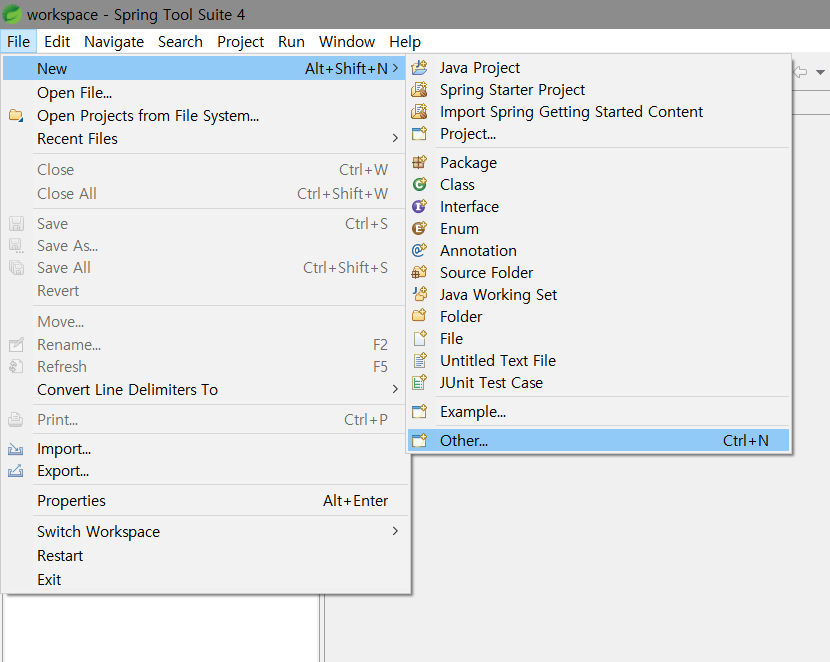 workspace - Spring Tool Suite 4
File Edit Navigate Search Project Run Window Help
New Alt+Shift+N
Open File...
Open Projects from File System...
Recent Files
Close Ctrl+W
Close All Ctrl+Shift+W
Save Ctrl+S
Save As...
Save All Ctrl+Shift+S
Revert
Move...
Rename... F2
Refresh F5
Convert Line Delimiters To
Print... Ctrl+P
Import...
Export...
Properties Alt+Enter
Switch Workspace
Restart
Exit
Java Project
Spring Starter Project
Import Spring Getting Started Content
Project...
Package
Class
Interface
Enum
Annotation
Source Folder
Java Working Set
Folder
File
Untitled Text File
JUnit Test Case
Example...
Other... Ctrl+N